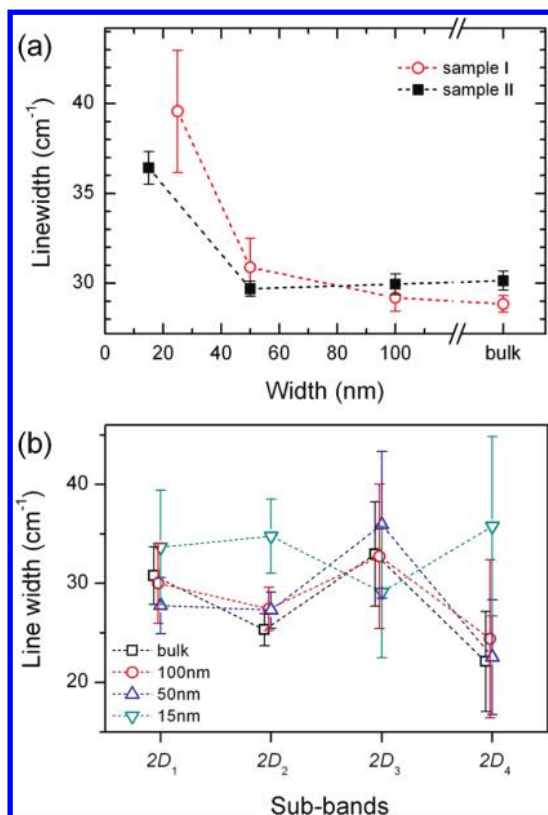 (a)
sample I
sample II
Linewidth (cm⁻¹)
40
35
30
0 20 40 60 80 100 bulk
Width (nm)
(b)
Line width (cm⁻¹)
40
30
20
bulk
100nm
50nm
15nm
2D₁ 2D₂ 2D₃ 2D₄
Sub-bands